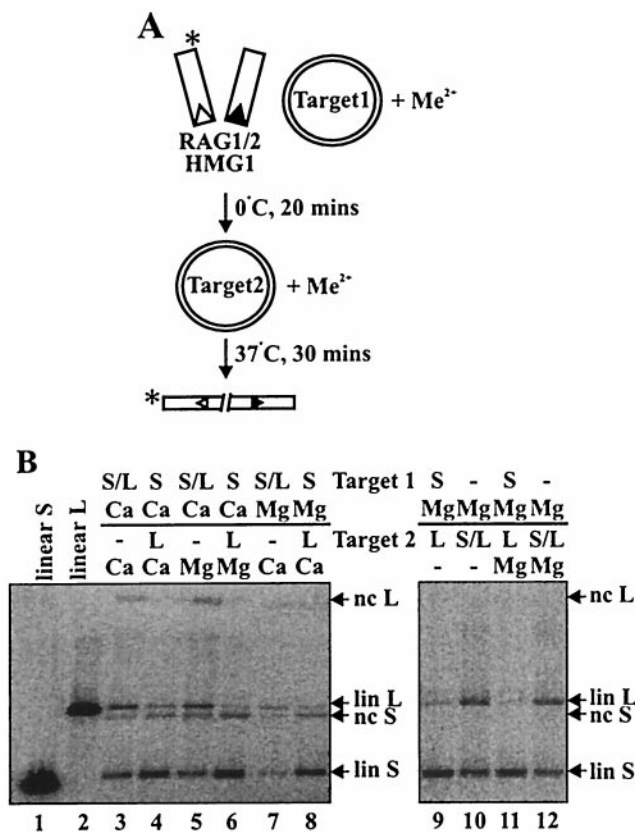 A
*
Target1 + Me²⁺
RAG1/2
HMG1
0°C, 20 mins
Target2 + Me²⁺
37°C, 30 mins
*
B
linear S
linear L
S/L S S/L S S/L S Target 1 S - S -
Ca Ca Ca Ca Mg Mg Mg Mg Mg Mg
- L - L - L Target 2 L S/L L S/L
Ca Ca Mg Mg Ca Ca - - Mg Mg
nc L nc L
lin L lin L
nc S nc S
lin S lin S
1 2 3 4 5 6 7 8 9 10 11 12